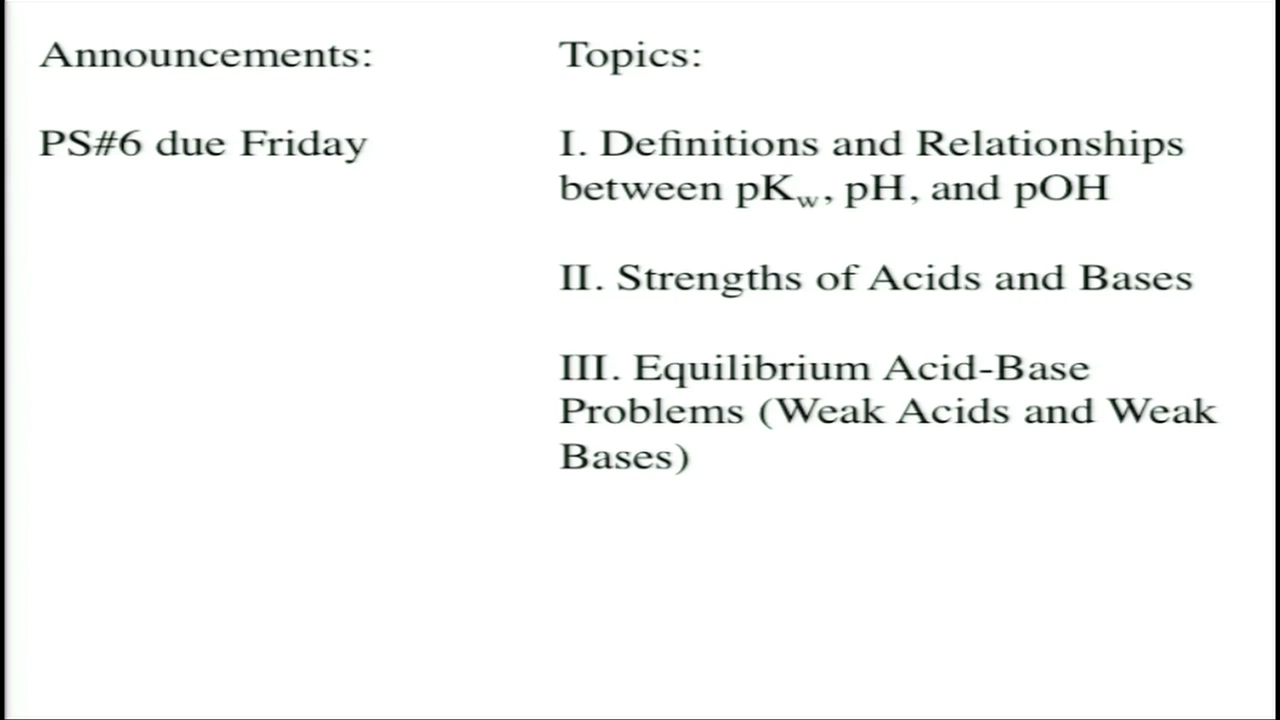 Announcements:
PS#6 due Friday
Topics:
I. Definitions and Relationships
between pKw, pH, and pOH
II. Strengths of Acids and Bases
III. Equilibrium Acid-Base
Problems (Weak Acids and Weak
Bases)